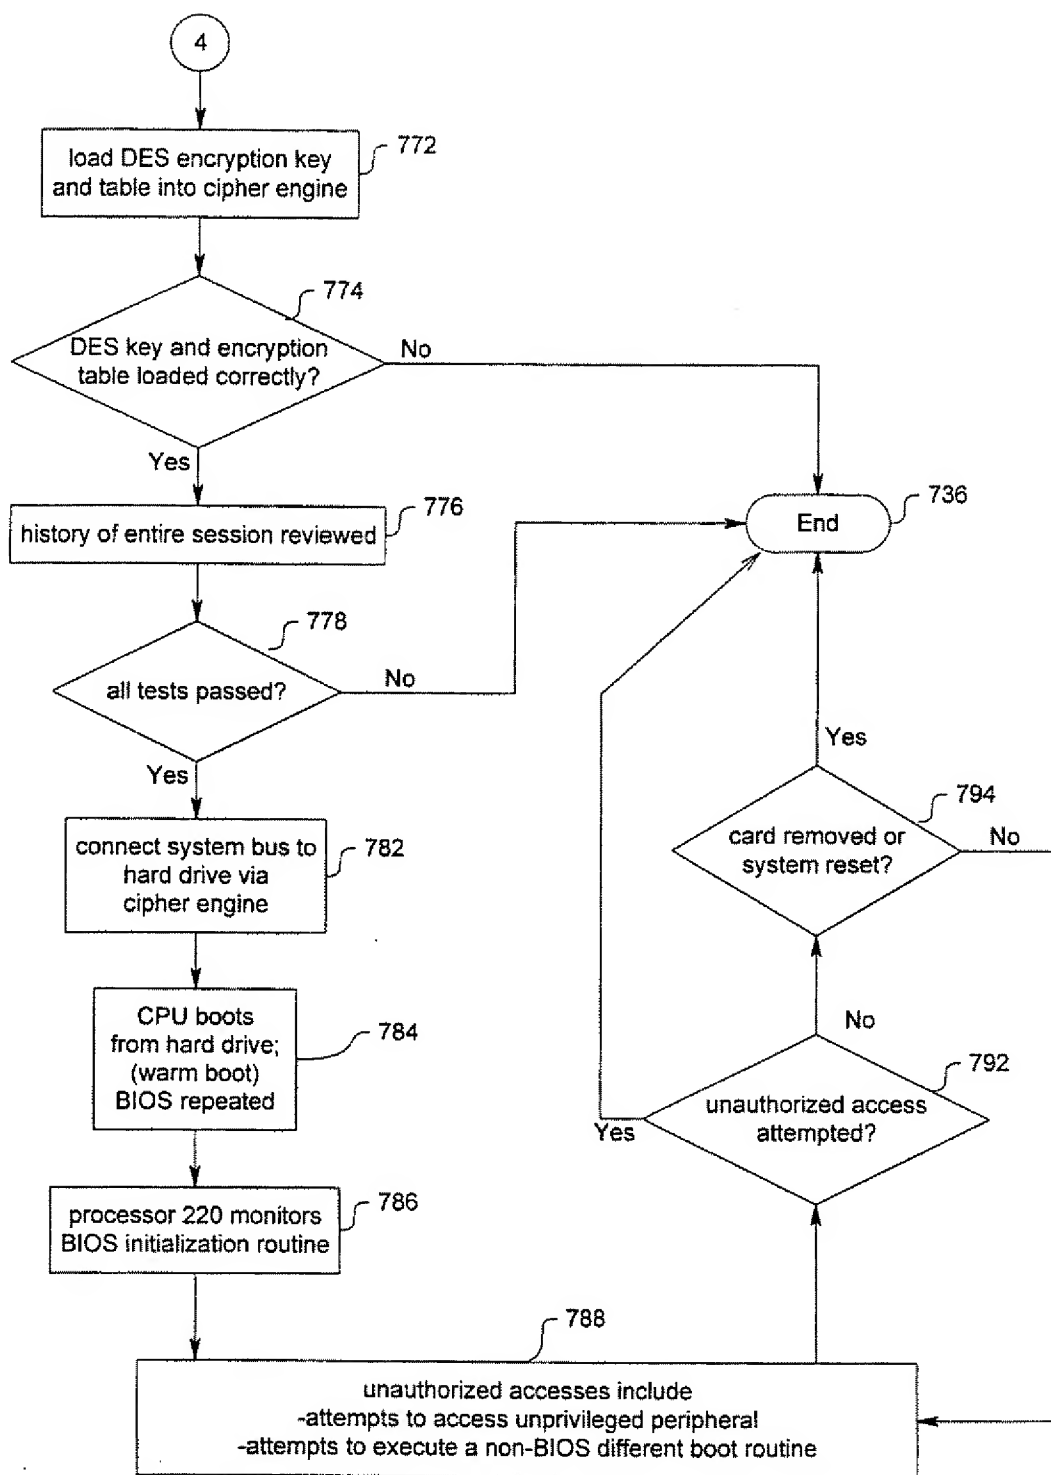 4
load DES encryption key
and table into cipher engine
772
774
DES key and encryption
table loaded correctly?
No
Yes
history of entire session reviewed
776
End
736
778
all tests passed?
No
Yes
connect system bus to
hard drive via
cipher engine
782
CPU boots
from hard drive;
(warm boot)
BIOS repeated
784
processor 220 monitors
BIOS initialization routine
786
788
unauthorized accesses include
-attempts to access unprivileged peripheral
-attempts to execute a non-BIOS different boot routine
792
unauthorized access
attempted?
Yes
No
794
card removed or
system reset?
No
Yes